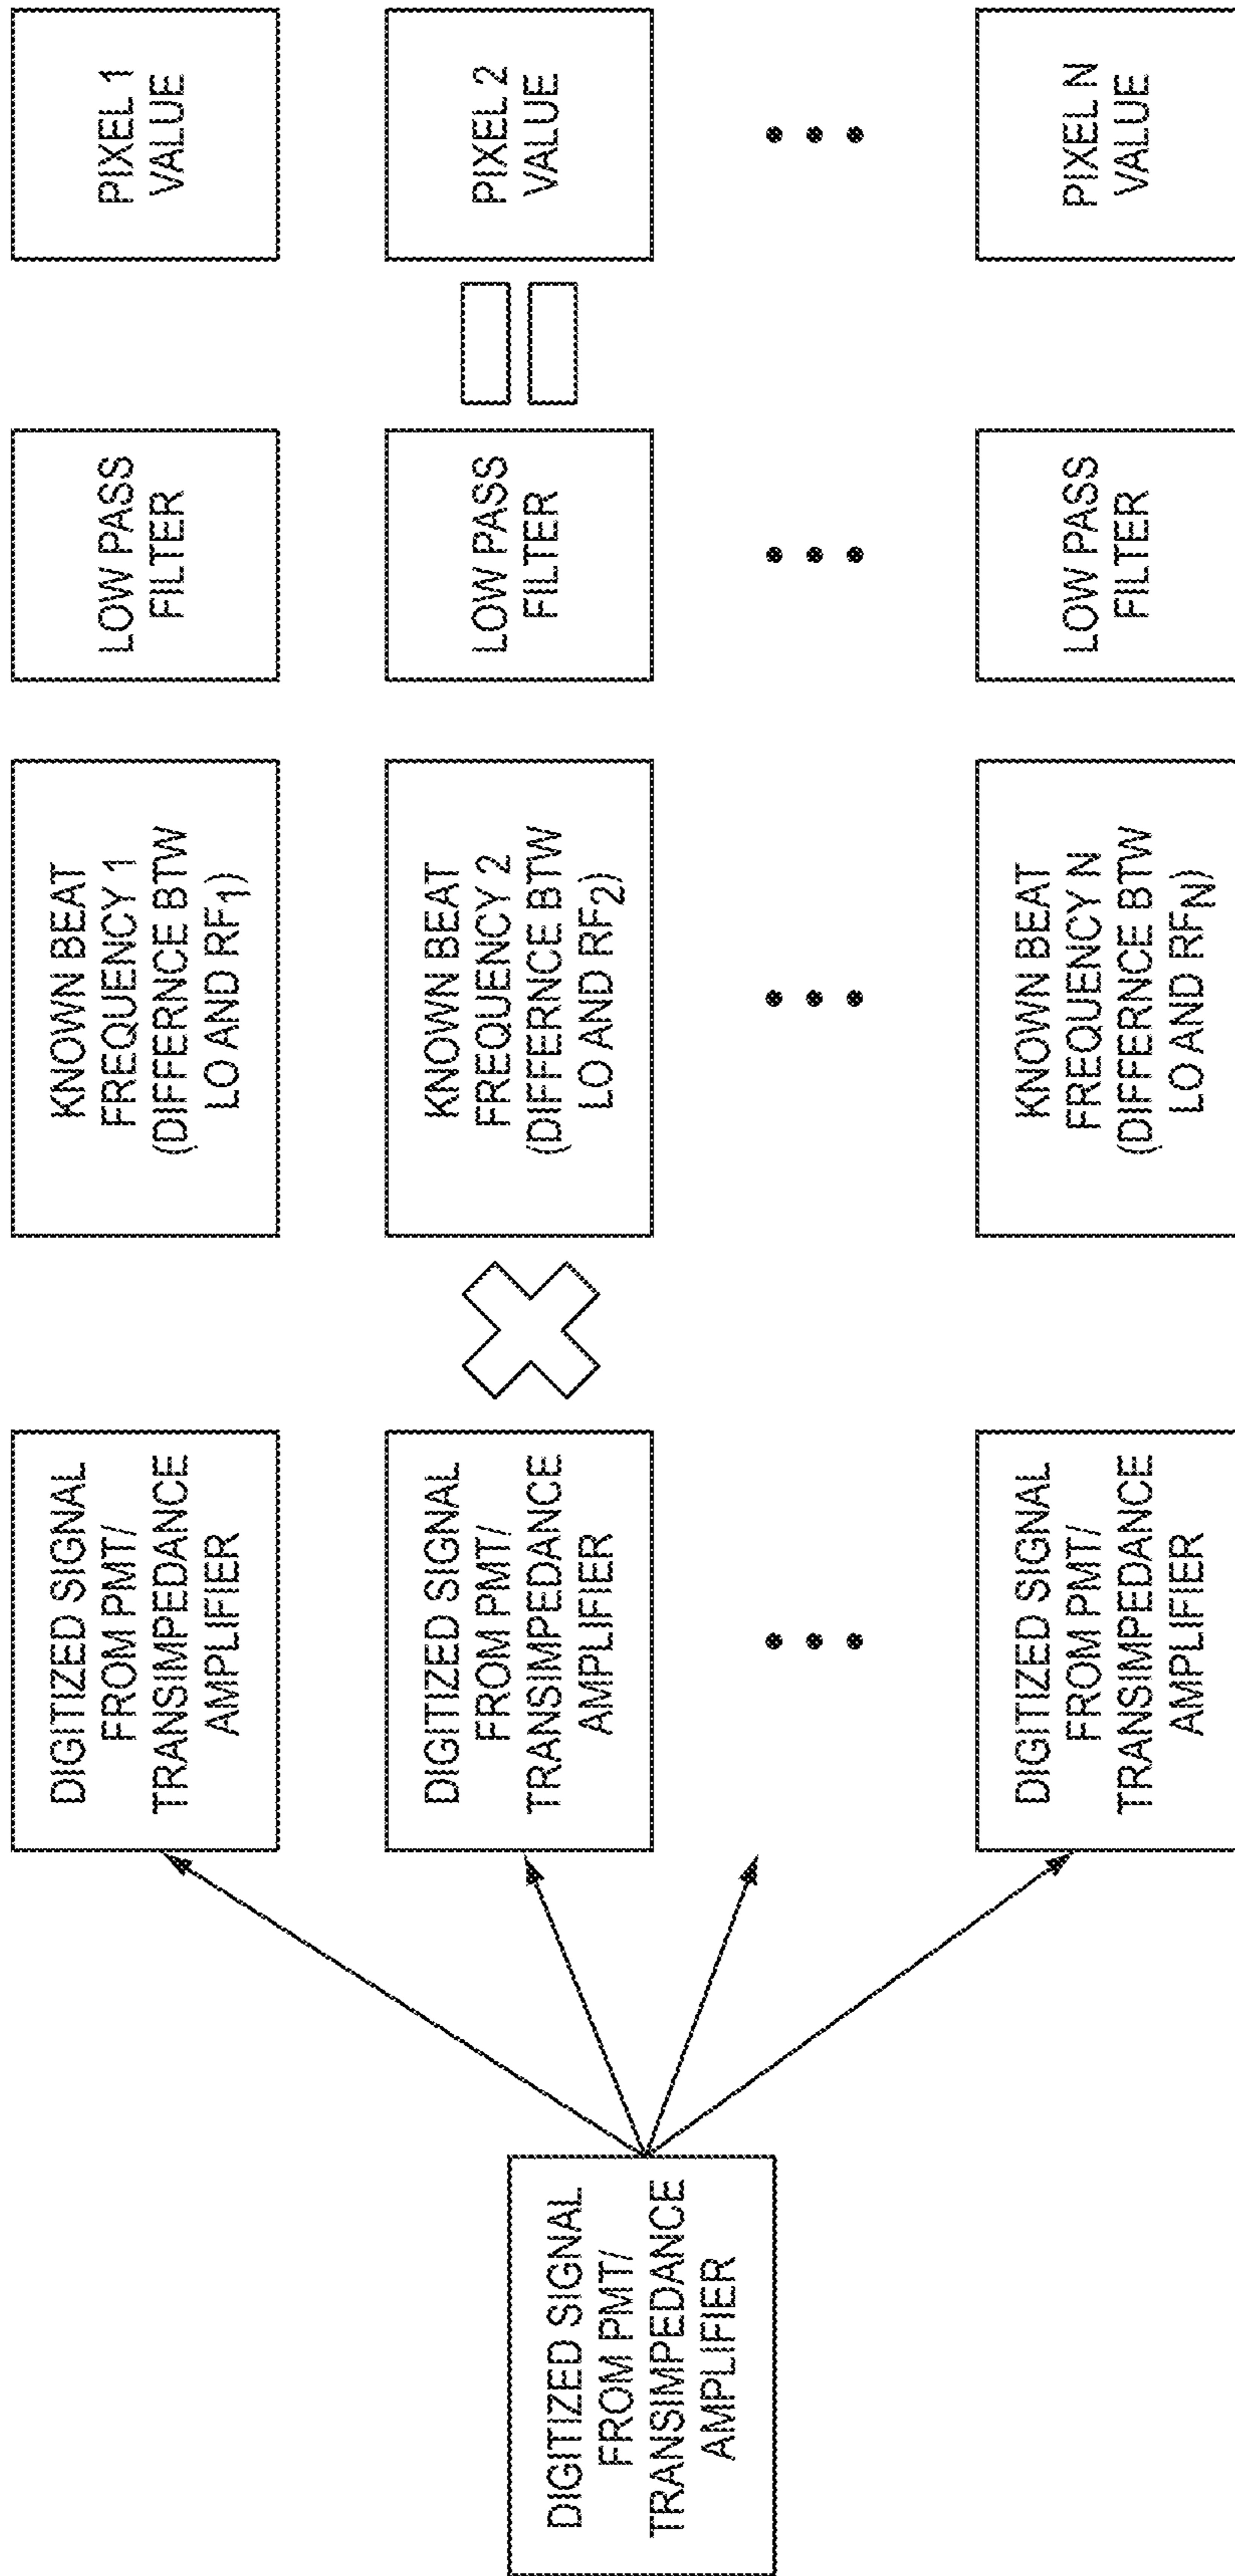 DIGITIZED SIGNAL
FROM PMT/
TRANSIMPEDANCE
AMPLIFIER
DIGITIZED SIGNAL
FROM PMT/
TRANSIMPEDANCE
AMPLIFIER
KNOWN BEAT
FREQUENCY 1
(DIFFERNCE BTW
LO AND RF1)
LOW PASS
FILTER
PIXEL 1
VALUE
DIGITIZED SIGNAL
FROM PMT/
TRANSIMPEDANCE
AMPLIFIER
KNOWN BEAT
FREQUENCY 2
(DIFFERNCE BTW
LO AND RF2)
LOW PASS
FILTER
PIXEL 2
VALUE
DIGITIZED SIGNAL
FROM PMT/
TRANSIMPEDANCE
AMPLIFIER
KNOWN BEAT
FREQUENCY N
(DIFFERNCE BTW
LO AND RFN)
LOW PASS
FILTER
PIXEL N
VALUE